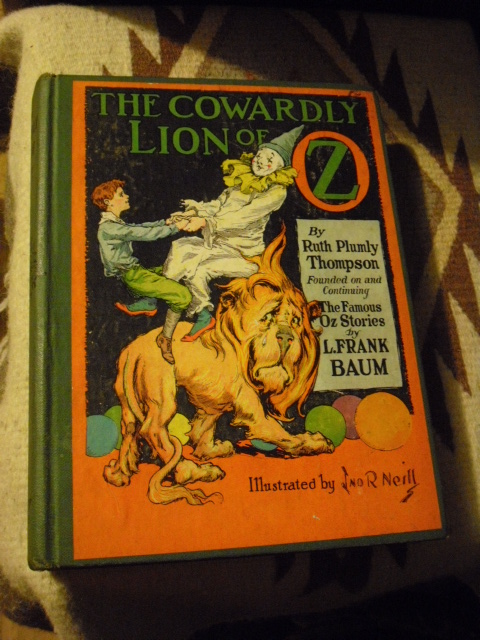 THE COWARDLY
LION OF OZ
By
Ruth Plumly
Thompson
Founded on and
Continuing
The Famous
Oz Stories
by
L. FRANK
BAUM
Illustrated by Jno R Neill